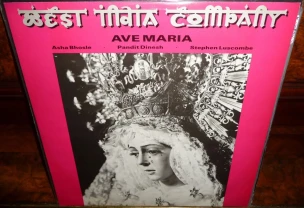 WEST INDIA COMPANY
AVE MARIA
Asha Bhosle Pandit Dinesh Stephen Luscombe